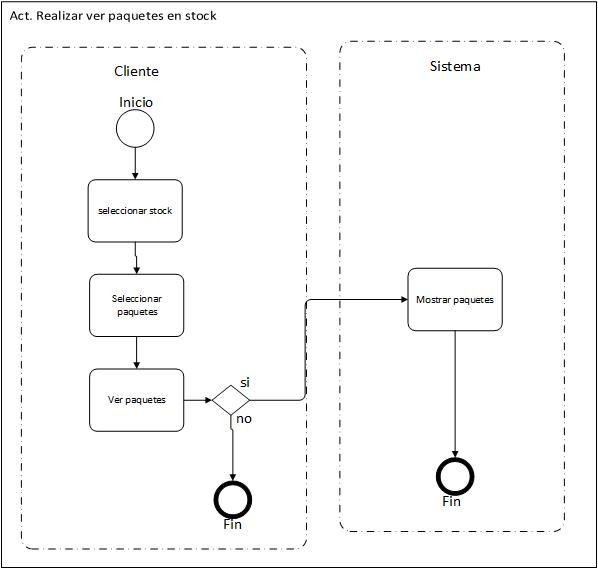 Act. Realizar ver paquetes en stock
Cliente
Sistema
Inicio
seleccionar stock
Seleccionar
paquetes
Mostrar paquetes
Ver paquetes
si
no
Fin
Fin